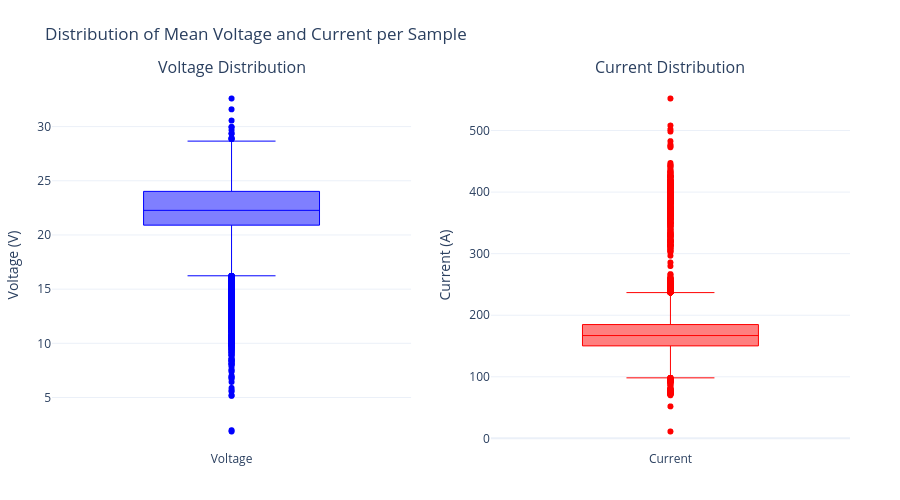 Distribution of Mean Voltage and Current per Sample
Voltage Distribution
Current Distribution
30
25
20
15
10
5
Voltage (V)
Voltage
500
400
300
200
100
0
Current (A)
Current